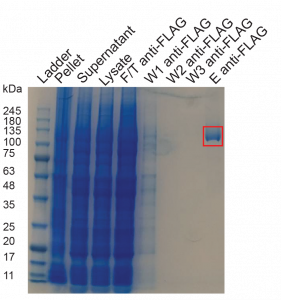 Ladder
Pellet
Supernatant
Lysate
F/T anti-FLAG
W1 anti-FLAG
W2 anti-FLAG
W3 anti-FLAG
E anti-FLAG
kDa
245
180
135
100
75
63
48
35
25
20
17
11